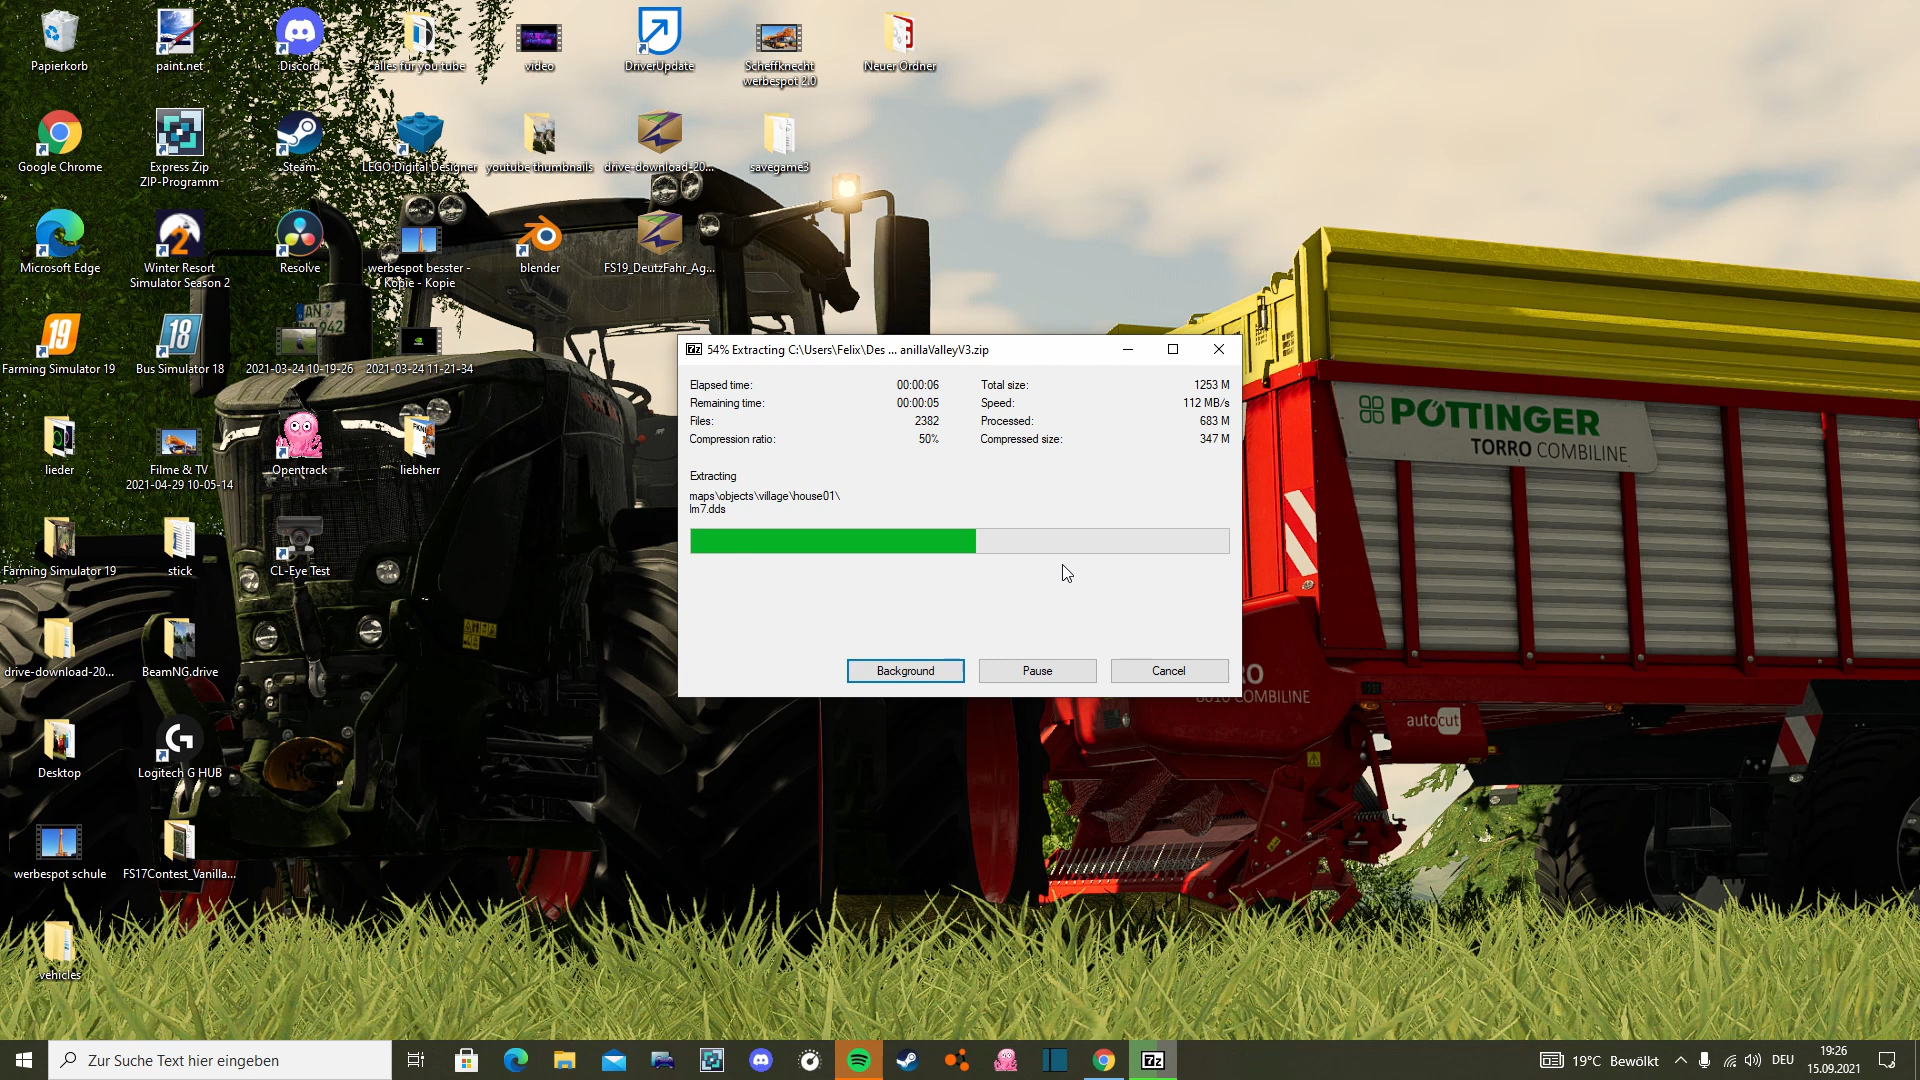 Papierkorb
paint.net
Discord
alles für you tube
video
DriverUpdate
Scheffknecht
werbespot 2.0
Neuer Ordner
Google Chrome
Express Zip
ZIP-Programm
Steam
LEGO Digital Designer
youtube thumbnails
drive-download-20...
savegame3
Microsoft Edge
Winter Resort
Simulator Season 2
Resolve
werbespot besster -
Kopie - Kopie
blender
FS19_DeutzFahr_Ag...
19
Farming Simulator 19
18
Bus Simulator 18
2021-03-24 10-19-26
2021-03-24 11-21-34
lieder
Filme & TV
2021-04-29 10-05-14
Opentrack
liebherr
Farming Simulator 19
stick
CL-Eye Test
drive-download-20...
BeamNG.drive
Desktop
Logitech G HUB
werbespot schule
FS17Contest_Vanilla...
vehicles
7z 54% Extracting C:\Users\Felix\Des ... anillaValleyV3.zip
Elapsed time: 00:00:06 Total size: 1253 M
Remaining time: 00:00:05 Speed: 112 MB/s
Files: 2382 Processed: 683 M
Compression ratio: 50% Compressed size: 347 M
Extracting
maps\objects\village\house01\
lm7.dds
Background Pause Cancel
PÖTTINGER
TORRO COMBILINE
COMBILINE
autocut
Zur Suche Text hier eingeben
7z
19°C Bewölkt
DEU
19:26
15.09.2021